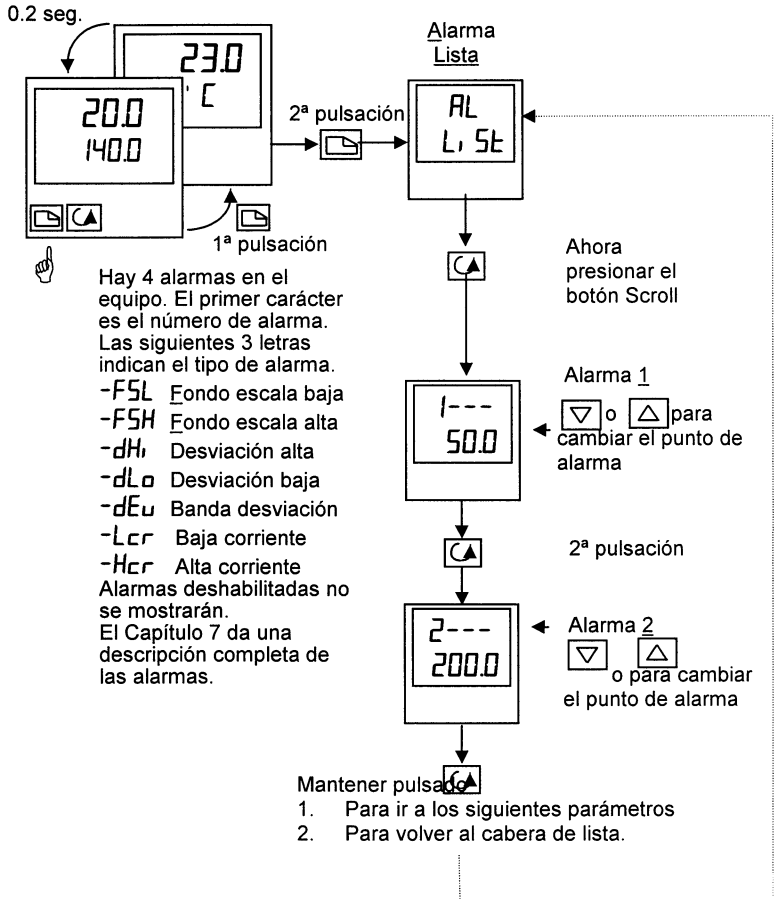 0.2 seg.
23.0
° C
20.0
140.0
1ª pulsación
2ª pulsación
Alarma
Lista
AL
Li St
Ahora
presionar el
botón Scroll
Hay 4 alarmas en el
equipo. El primer carácter
es el número de alarma.
Las siguientes 3 letras
indican el tipo de alarma.
-FSL Fondo escala baja
-FSH Fondo escala alta
-dHi Desviación alta
-dLo Desviación baja
-dEu Banda desviación
-Lcr Baja corriente
-Hcr Alta corriente
Alarmas deshabilitadas no
se mostrarán.
El Capítulo 7 da una
descripción completa de
las alarmas.
1---
50.0
Alarma 1
o para
cambiar el punto de
alarma
2ª pulsación
2---
200.0
Alarma 2
o para cambiar
el punto de alarma
Mantener pulsado
1. Para ir a los siguientes parámetros
2. Para volver al cabera de lista.